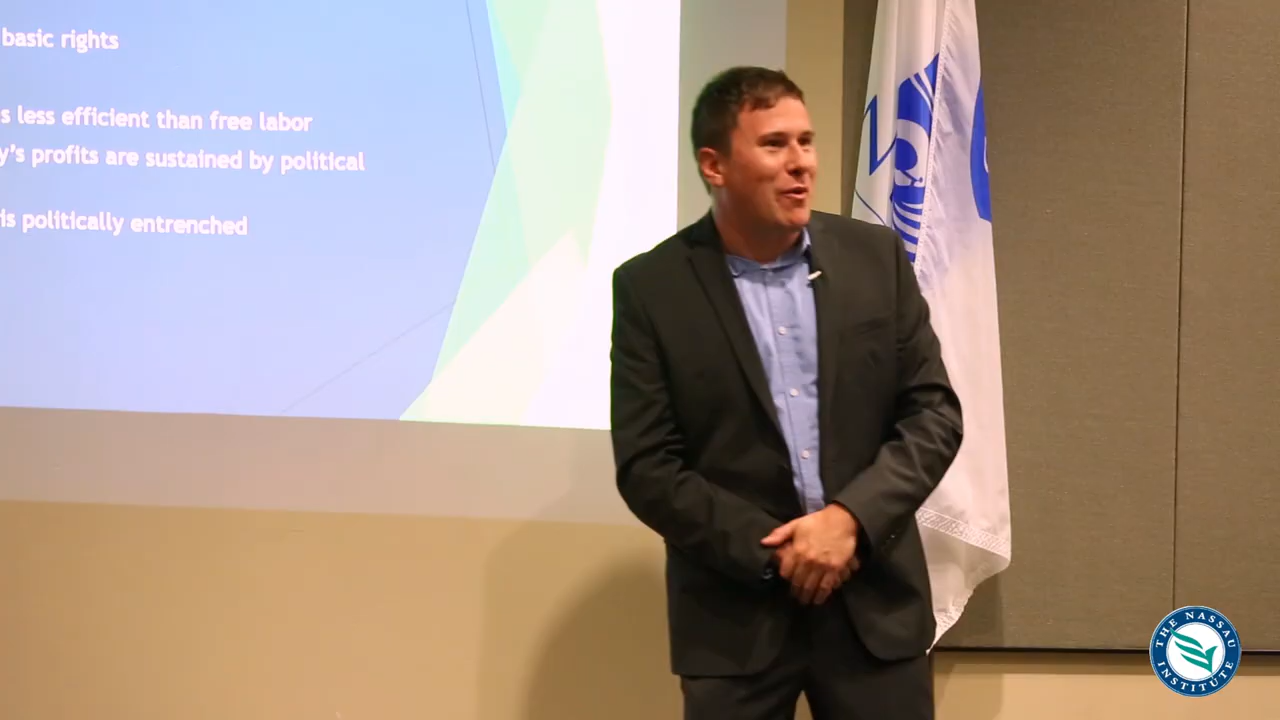 basic rights
s less efficient than free labor
y's profits are sustained by political
is politically entrenched
THE NASSAU
INSTITUTE